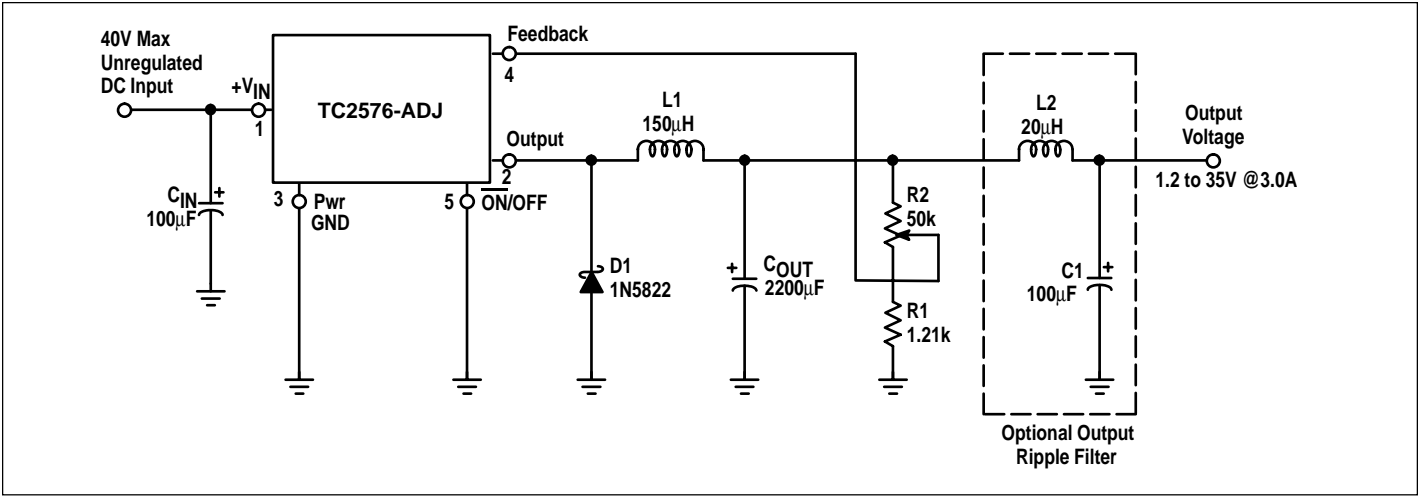 40V Max
Unregulated
DC Input
+VIN
1
TC2576-ADJ
Feedback
4
Output
2
3
Pwr
GND
5
ON/OFF
CIN
+
100μF
L1
150μH
D1
1N5822
+
COUT
2200μF
R2
50k
R1
1.21k
L2
20μH
C1
+
100μF
Output
Voltage
1.2 to 35V @3.0A
Optional Output
Ripple Filter